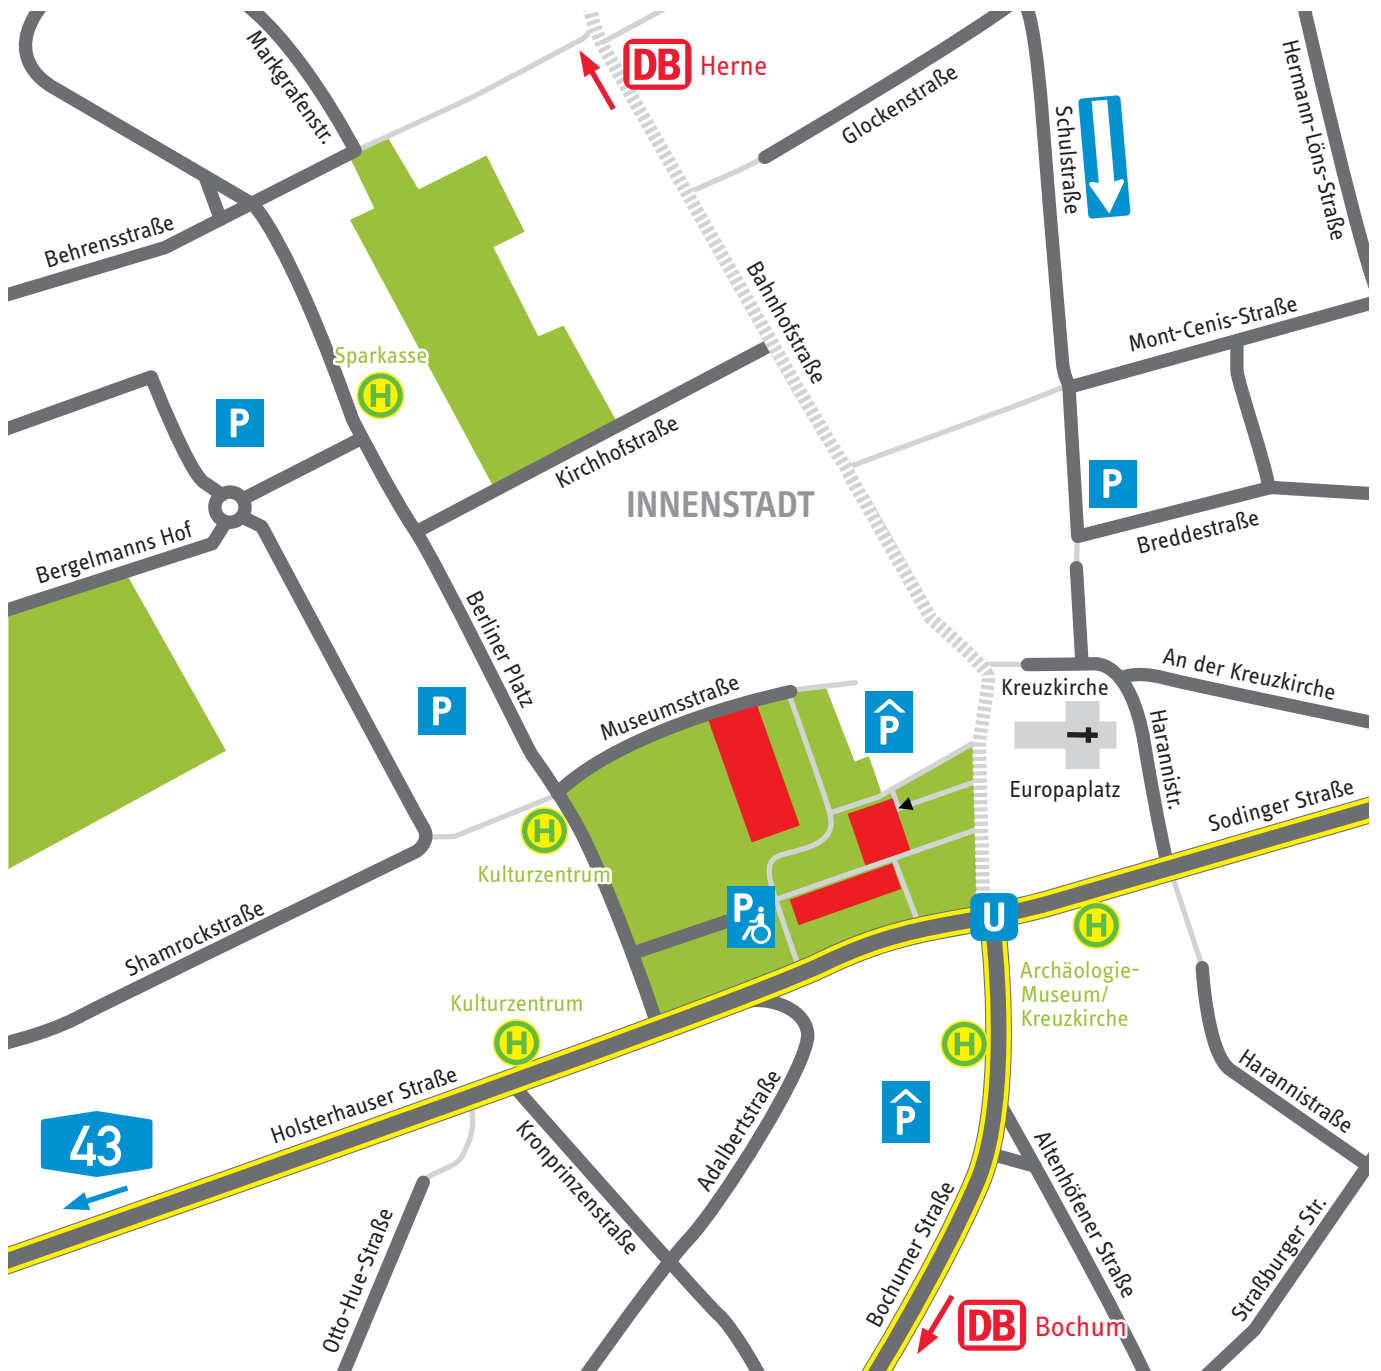 Markgrafenstr.
DB Herne
Glockenstraße
Schulstraße
Hermann-Löns-Straße
Behrensstraße
Bahnhofstraße
Mont-Cenis-Straße
Sparkasse
H
P
Kirchhofstraße
INNENSTADT
P
Breddestraße
Bergelmanns Hof
Berliner Platz
An der Kreuzkirche
Kreuzkirche
Museumsstraße
P
P
Harannistr.
Europaplatz
Sodinger Straße
H
Kulturzentrum
P
U
H
Shamrockstraße
Archäologie-
Museum/
Kreuzkirche
Kulturzentrum
H
H
Holsterhauser Straße
Harannistraße
P
43
Kronprinzenstraße
Adalbertstraße
Altenhöfener Straße
Otto-Hue-Straße
Bochumer Straße
Straßburger Str.
DB Bochum